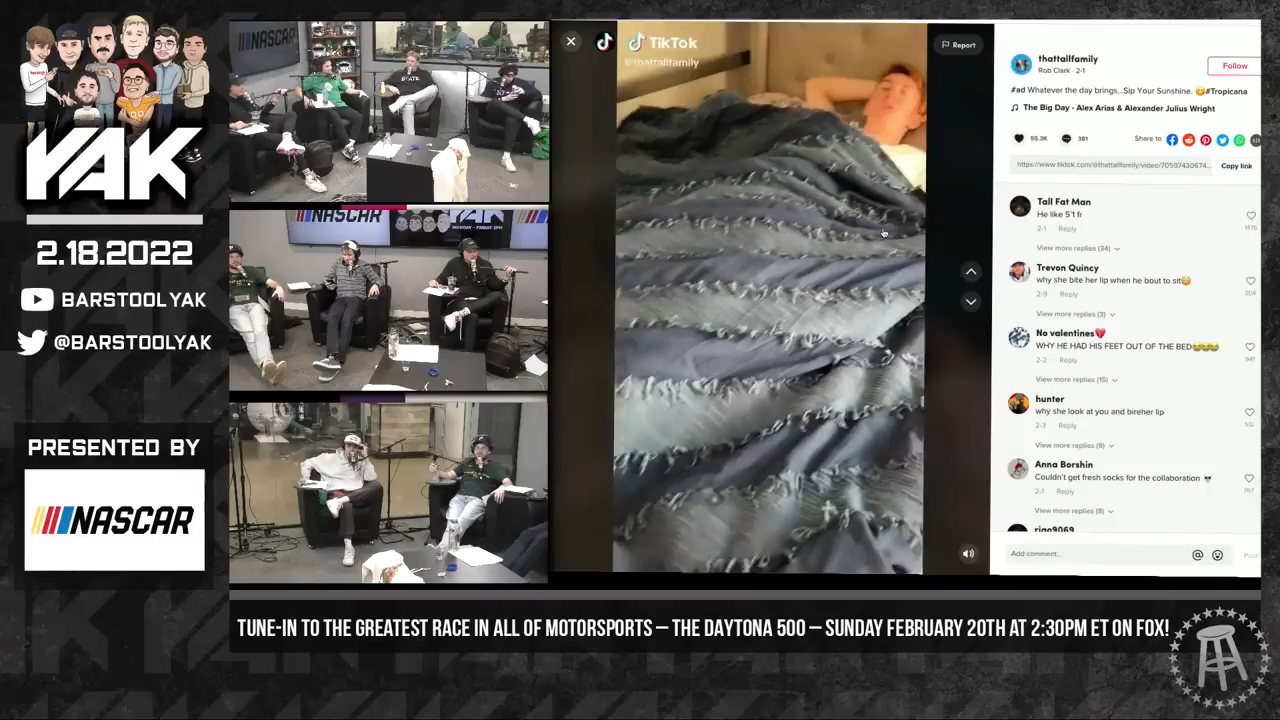 YAK
2.18.2022
BARSTOOLYAK
@BARSTOOLYAK
PRESENTED BY
NASCAR
NASCAR
STATE
NASCAR
YAK
MONDAY - FRIDAY 1PM
TikTok
@thattallfamily
Report
thattallfamily
Rob Clark · 2-1
Follow
#ad Whatever the day brings...Sip Your Sunshine. 😋#Tropicana
The Big Day - Alex Arias & Alexander Julius Wright
55.3K
381
Share to
https://www.tiktok.com/@thattallfamily/video/70597430674...
Copy link
Tall Fat Man
He like 5'1 fr
2-1 Reply
1476
View more replies (34)
Trevon Quincy
why she bite her lip when he bout to sit😳
2-9 Reply
204
View more replies (3)
No valentines💔
WHY HE HAD HIS FEET OUT OF THE BED😂😂😂
2-2 Reply
941
View more replies (15)
hunter
why she look at you and bireher lip
2-3 Reply
512
View more replies (9)
Anna Borshin
Couldn't get fresh socks for the collaboration 💀
2-1 Reply
767
View more replies (8)
rigo9069
Add comment...
Post
TUNE-IN TO THE GREATEST RACE IN ALL OF MOTORSPORTS – THE DAYTONA 500 – SUNDAY FEBRUARY 20TH AT 2:30PM ET ON FOX!